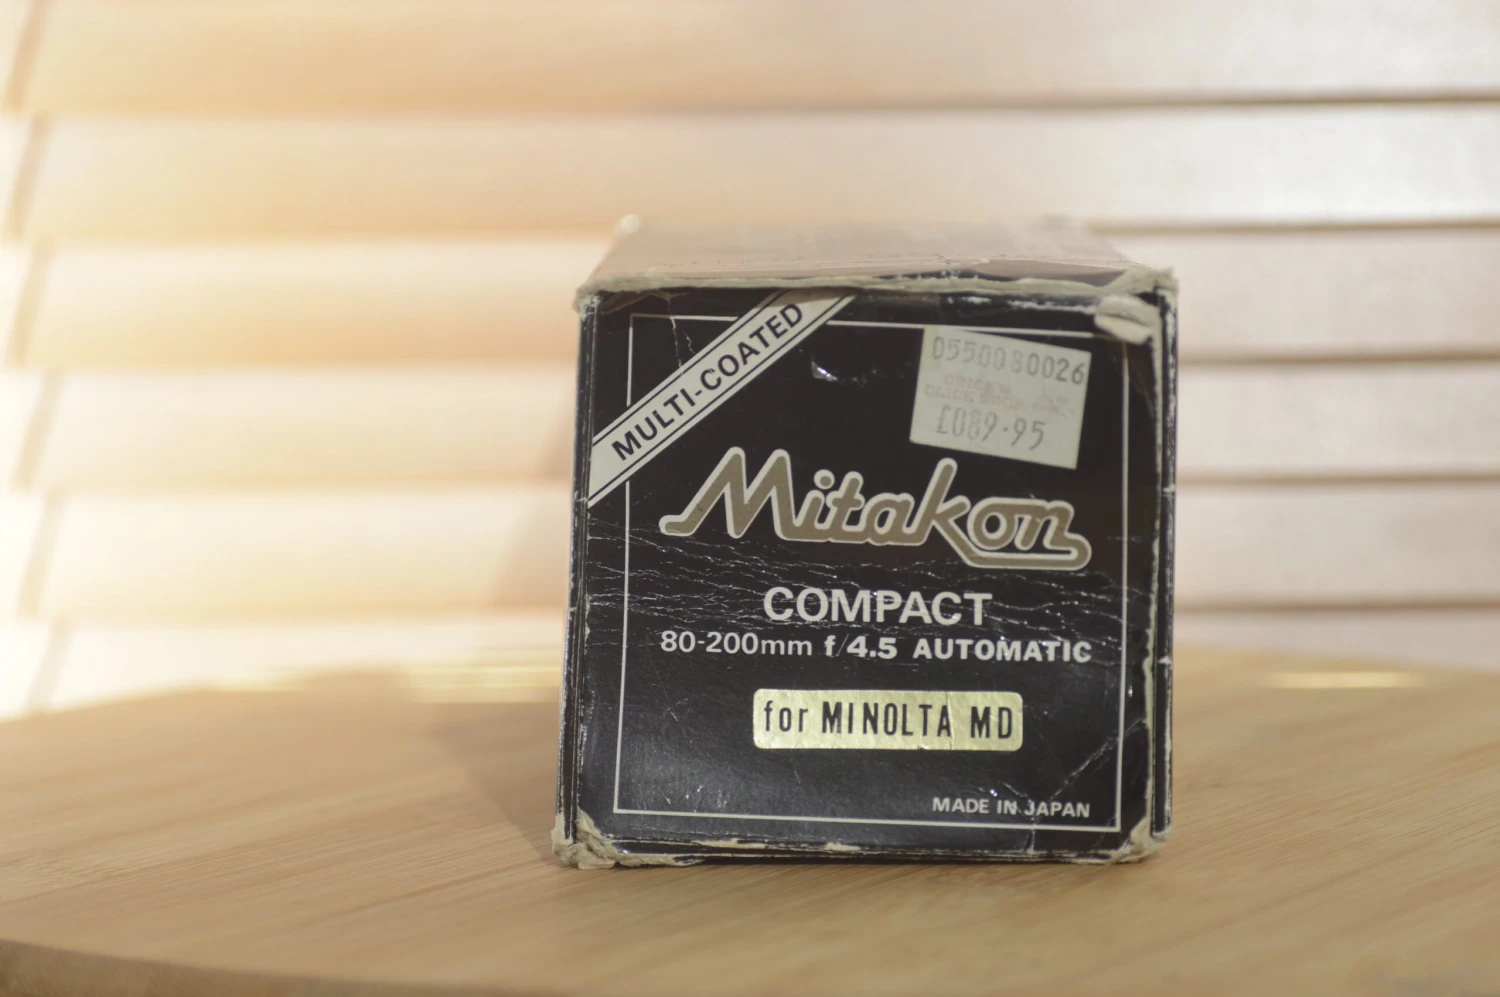 MULTI-COATED
0550080026
£089.95
Mitakon
COMPACT
80-200mm f/4.5 AUTOMATIC
for MINOLTA MD
MADE IN JAPAN